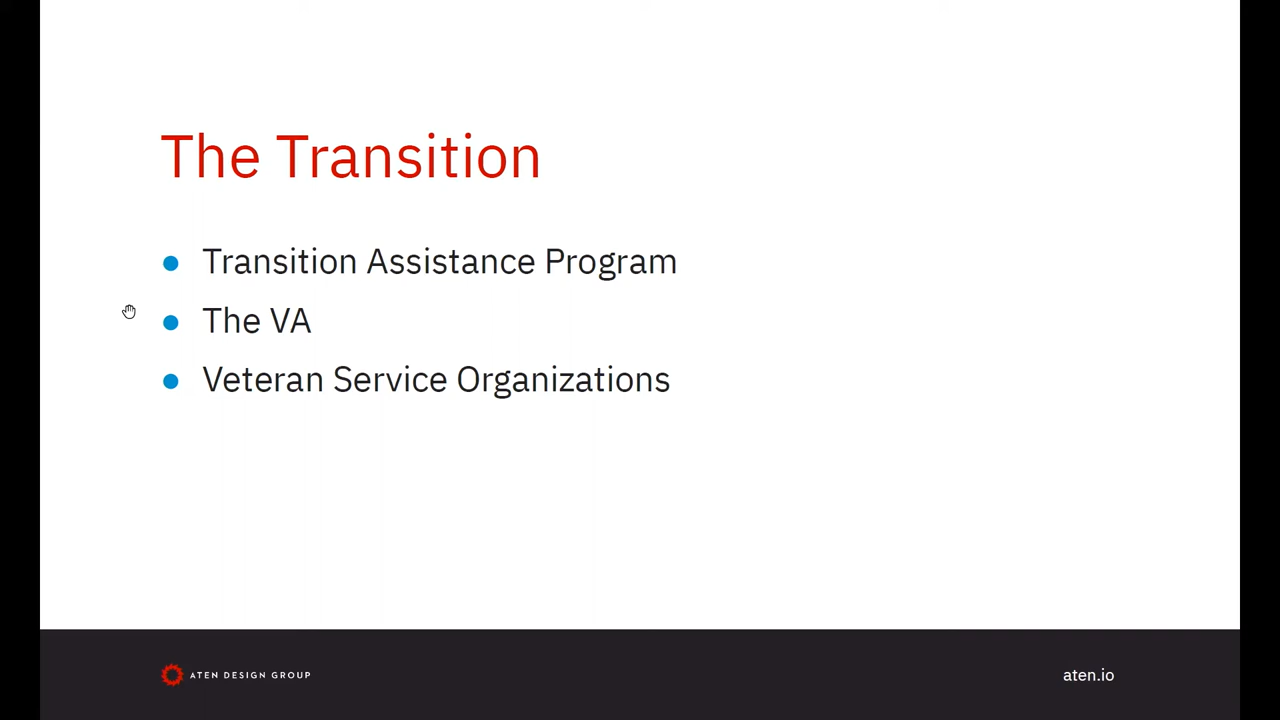 The Transition
Transition Assistance Program
The VA
Veteran Service Organizations
ATEN DESIGN GROUP
aten.io